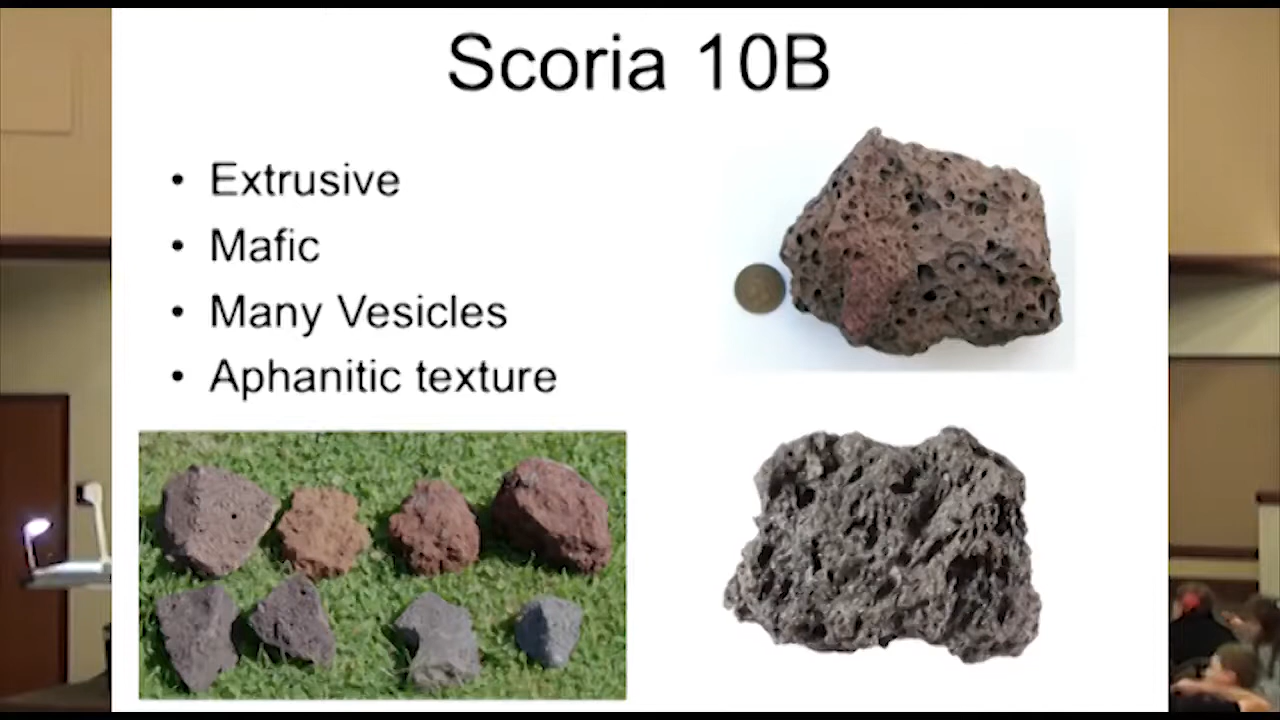 Scoria 10B
• Extrusive
• Mafic
• Many Vesicles
• Aphanitic texture